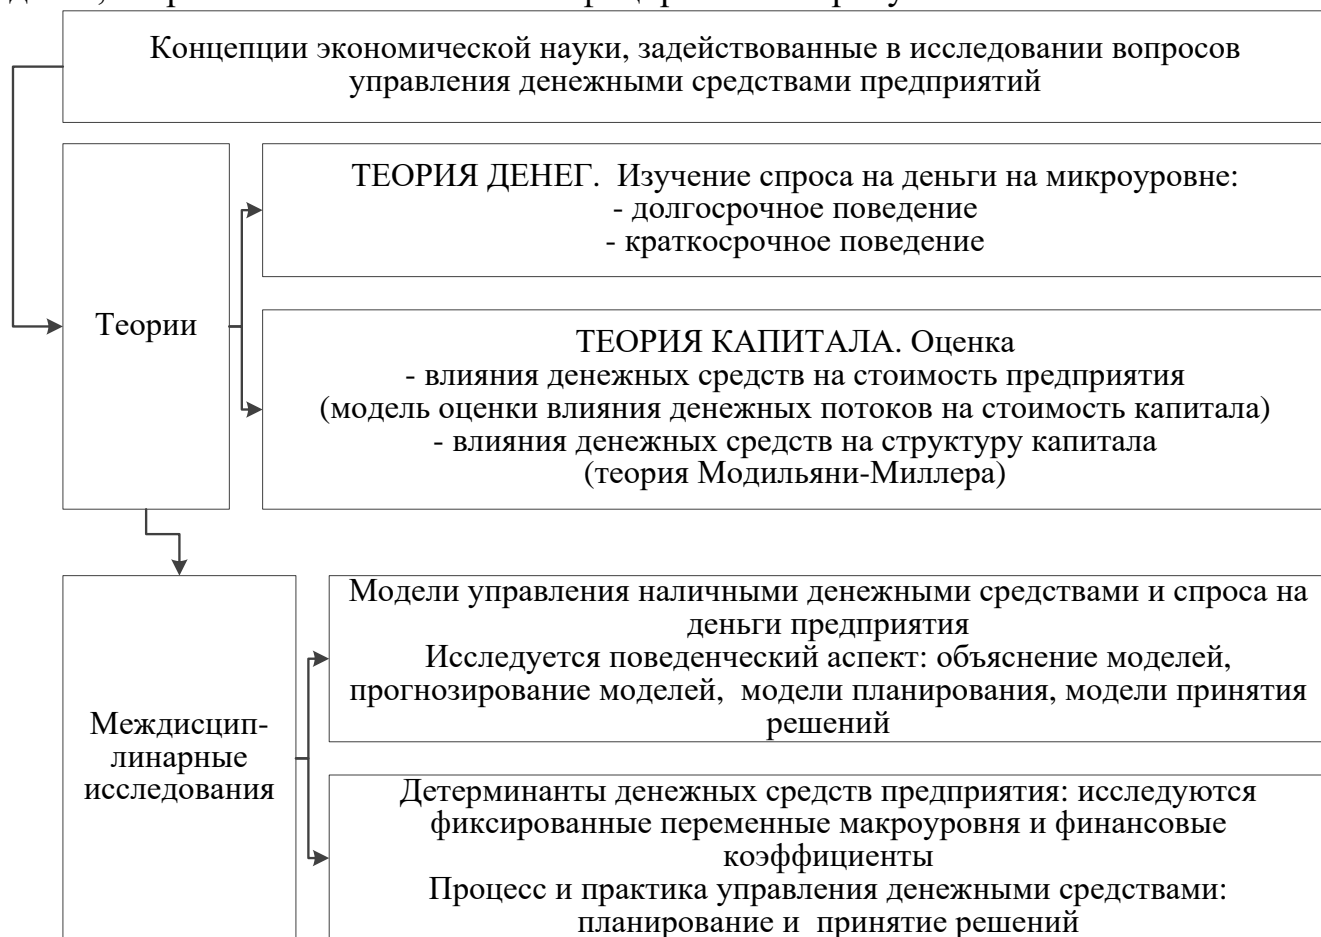 Концепции экономической науки, задействованные в исследовании вопросов
управления денежными средствами предприятий
ТЕОРИЯ ДЕНЕГ. Изучение спроса на деньги на микроуровне:
- долгосрочное поведение
- краткосрочное поведение
Теории
ТЕОРИЯ КАПИТАЛА. Оценка
- влияния денежных средств на стоимость предприятия
(модель оценки влияния денежных потоков на стоимость капитала)
- влияния денежных средств на структуру капитала
(теория Модильяни-Миллера)
Модели управления наличными денежными средствами и спроса на
деньги предприятия
Исследуется поведенческий аспект: объяснение моделей,
прогнозирование моделей, модели планирования, модели принятия
решений
Междисцип-
линарные
исследования
Детерминанты денежных средств предприятия: исследуются
фиксированные переменные макроуровня и финансовые
коэффициенты
Процесс и практика управления денежными средствами:
планирование и принятие решений